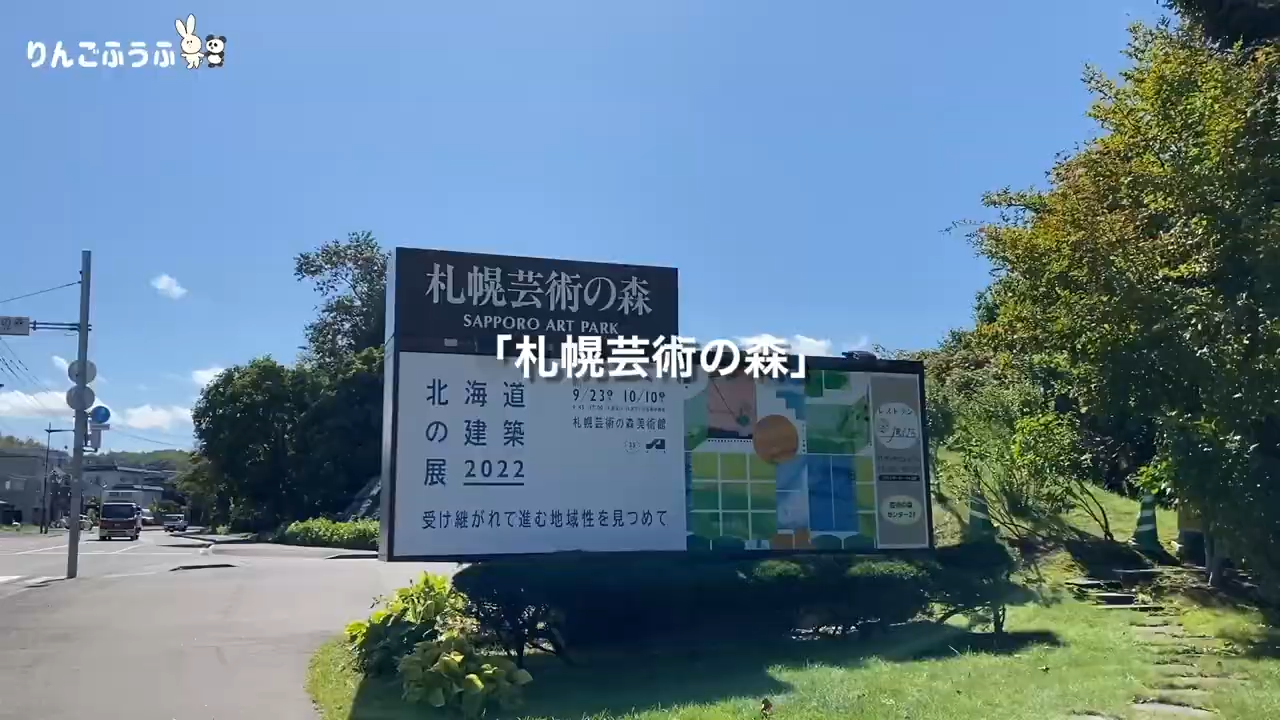 りんごふうふ
札幌芸術の森
SAPPORO ART PARK
「札幌芸術の森」
北海道
の建築
展 2022
9/23 10/10
札幌芸術の森美術館
受け継がれて進む地域性を見つめて
レストラン